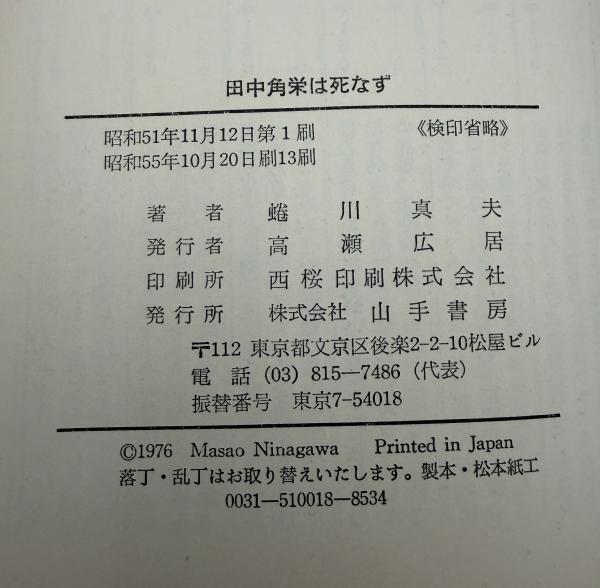 田中角栄は死なず
昭和51年11月12日第1刷 《検印省略》
昭和55年10月20日刷13刷
著者 蜷川真夫
発行者 高瀬広居
印刷所 西桜印刷株式会社
発行所 株式会社 山手書房
〒112 東京都文京区後楽2-2-10松屋ビル
電話 (03) 815―7486 (代表)
振替番号 東京7-54018
©1976 Masao Ninagawa Printed in Japan
落丁・乱丁はお取り替えいたします。製本・松本紙工
0031―510018―8534